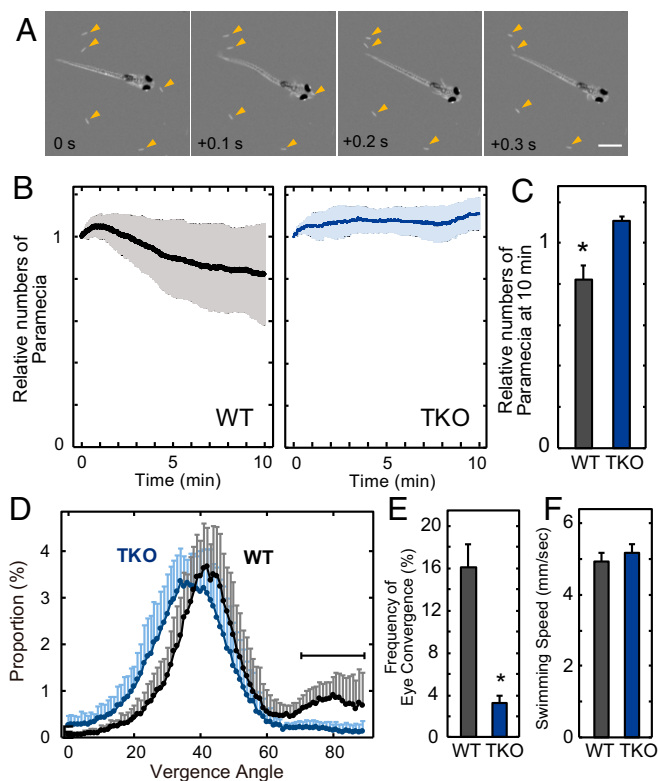 A
0 s
+0.1 s
+0.2 s
+0.3 s
B
Relative numbers of
Paramecia
1
0
WT
TKO
0
5
10
0
5
10
Time (min)
Time (min)
C
Relative numbers of
Paramecia at 10 min
1
0
*
WT
TKO
D
Proportion (%)
4
3
2
1
0
TKO
WT
0
20
40
60
80
Vergence Angle
E
Frequency of
Eye Convergence (%)
16
12
8
4
0
*
WT
TKO
F
Swimming Speed (mm/sec)
6
4
2
0
WT
TKO